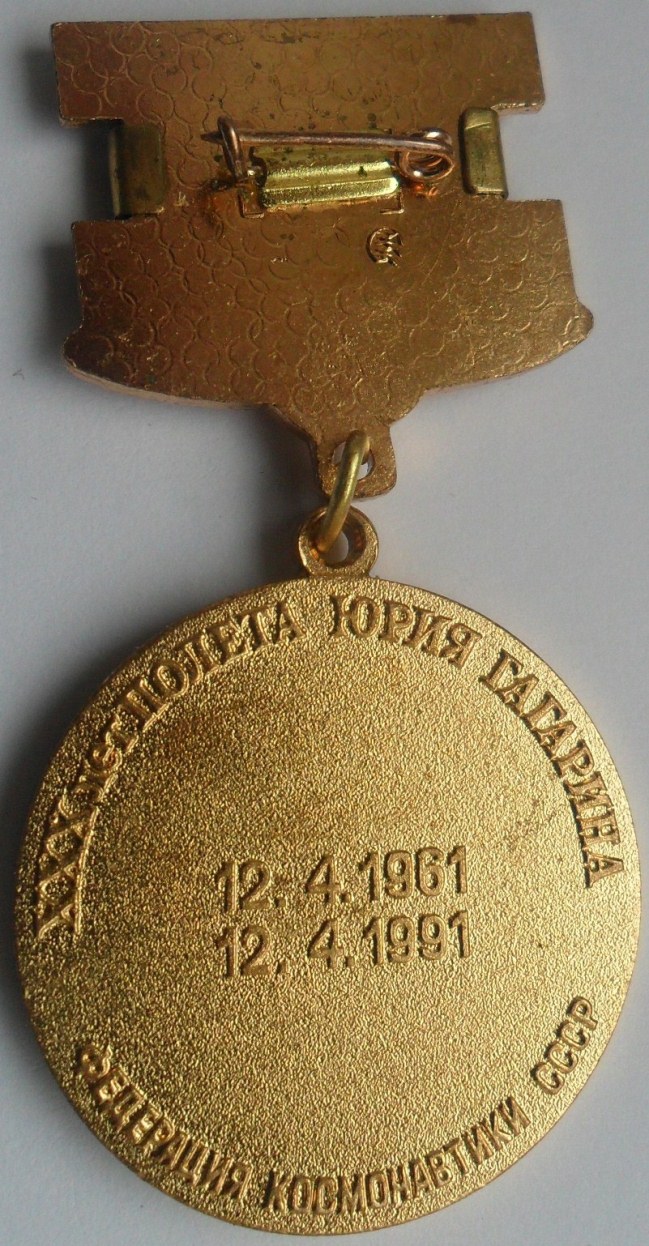 XXX лет ПОЛЕТА ЮРИЯ ГАГАРИНА
12. 4. 1961
12. 4. 1991
ФЕДЕРАЦИЯ КОСМОНАВТИКИ СССР